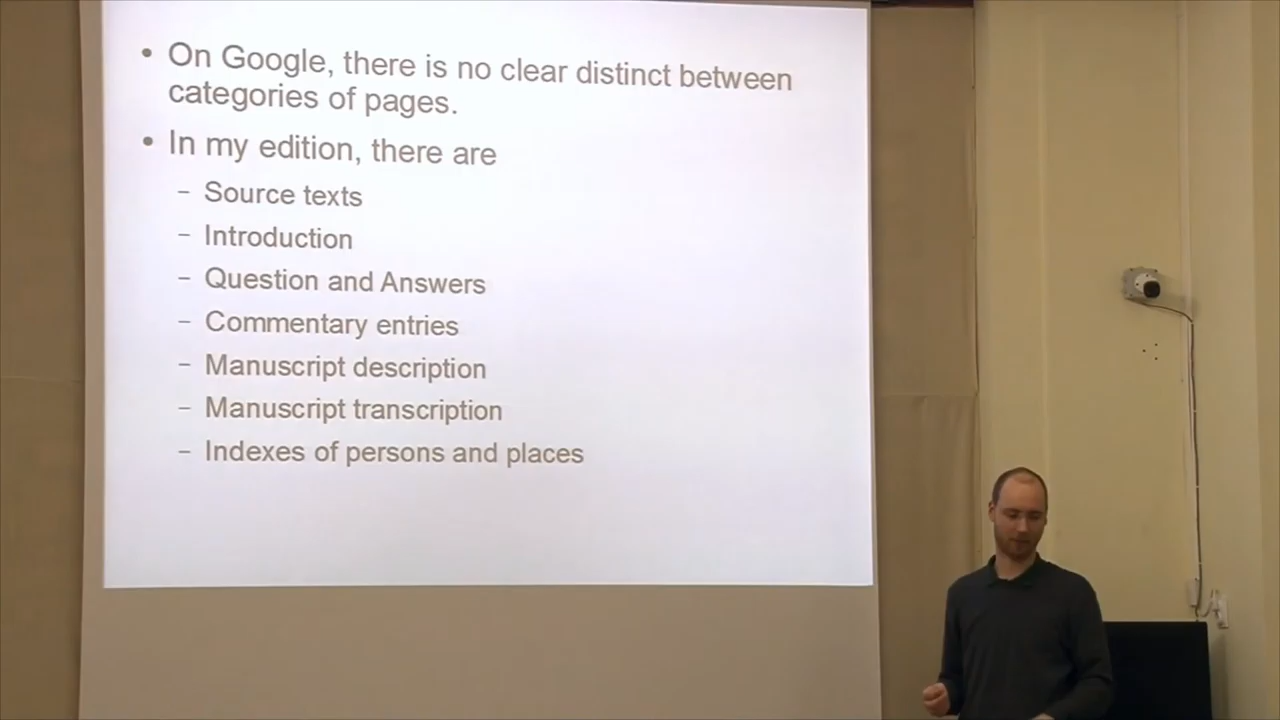 • On Google, there is no clear distinct between
categories of pages.
• In my edition, there are
– Source texts
– Introduction
– Question and Answers
– Commentary entries
– Manuscript description
– Manuscript transcription
– Indexes of persons and places